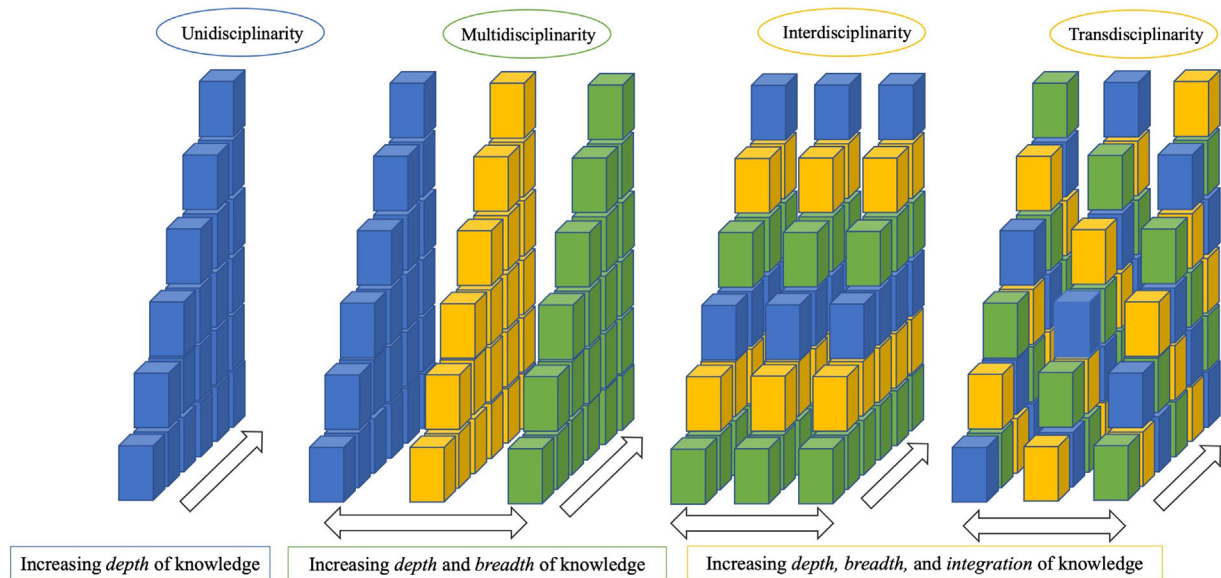 Unidisciplinarity
Multidisciplinarity
Interdisciplinarity
Transdisciplinarity
Increasing depth of knowledge
Increasing depth and breadth of knowledge
Increasing depth, breadth, and integration of knowledge